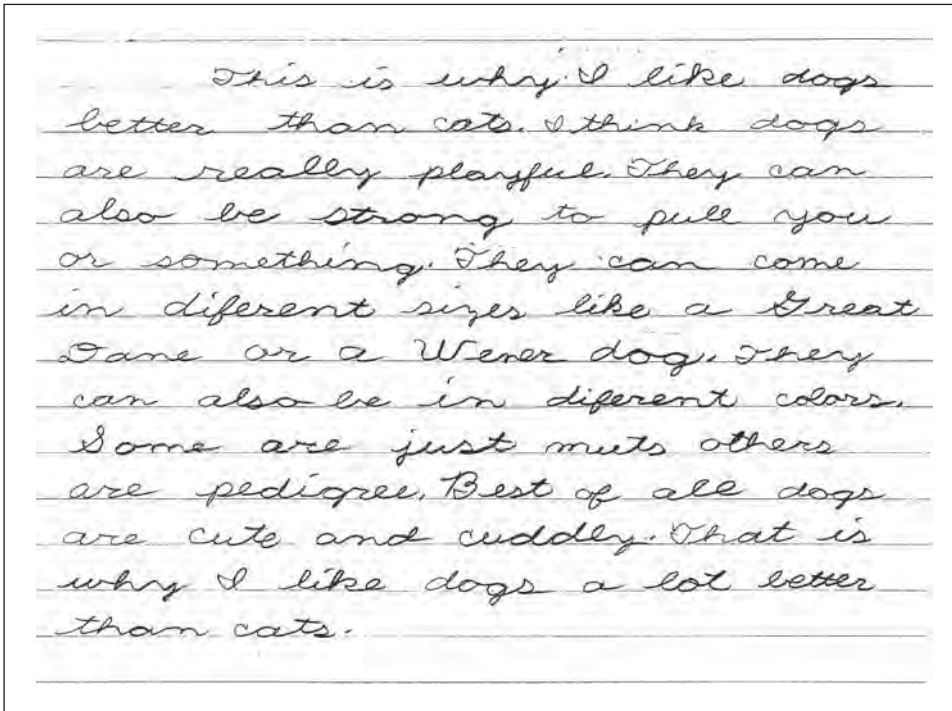 This is why I like dogs
better than cats. I think dogs
are really playful. They can
also be strong to pull you
or something. They can come
in diferent sizes like a Great
Dane or a Wener dog. They
can also be in diferent colors.
Some are just muts others
are pedigree. Best of all dogs
are cute and cuddly. That is
why I like dogs a lot better
than cats.